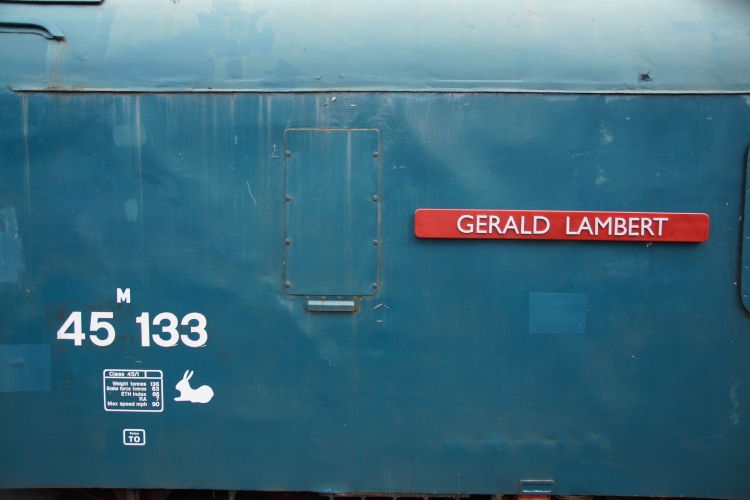 GERALD LAMBERT
M
45 133
Class 45/1
Weight tonnes 136
Brake force tonnes 63
ETH index 66
RA 7
Max speed mph 90
TO